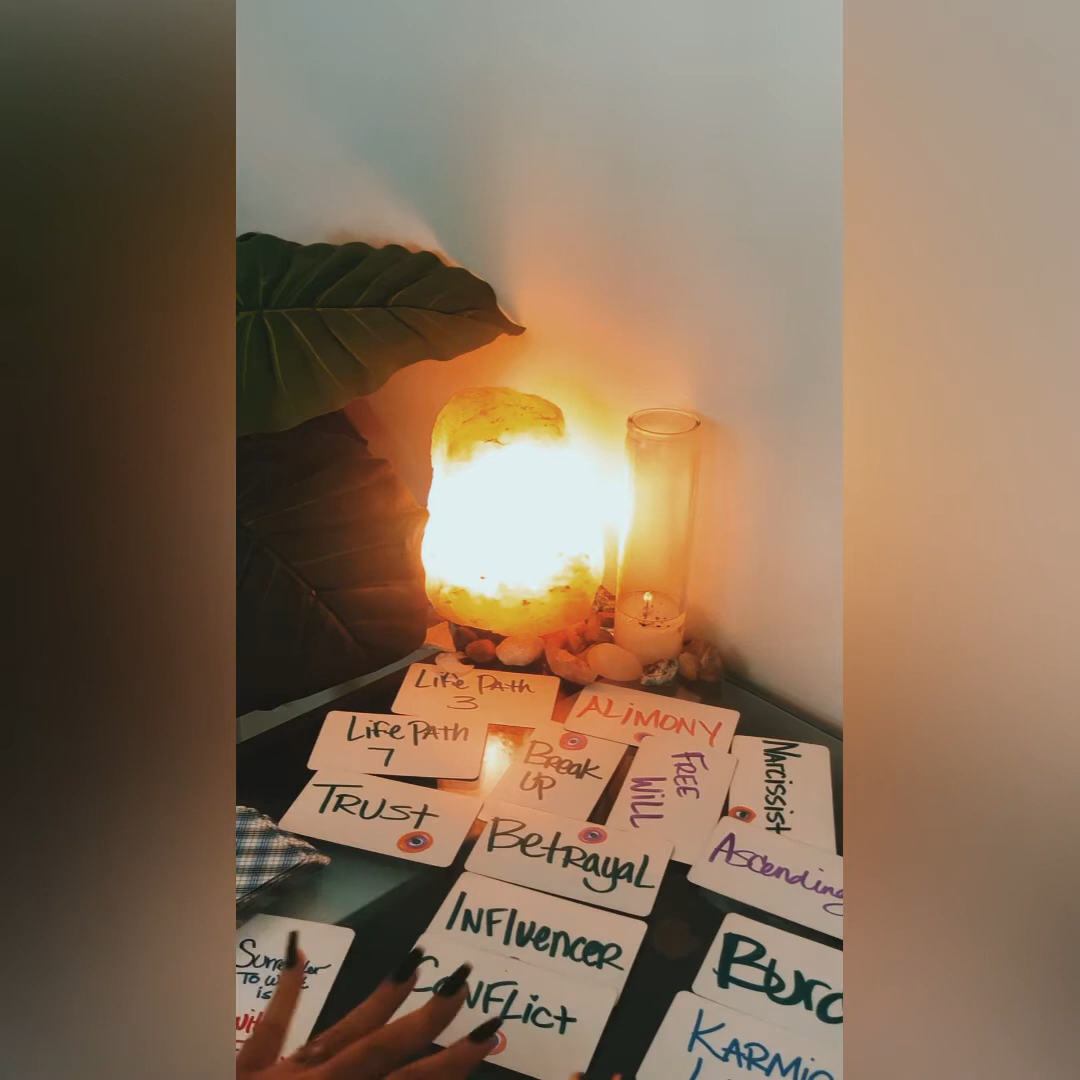 Life Path
3
ALiMONY
Life Path
7
Break
UP
FREE
WiLL
Narcissist
Trust
Betrayal
Ascending
INFluencer
CONFLict
Surrender
To
is
Karmic